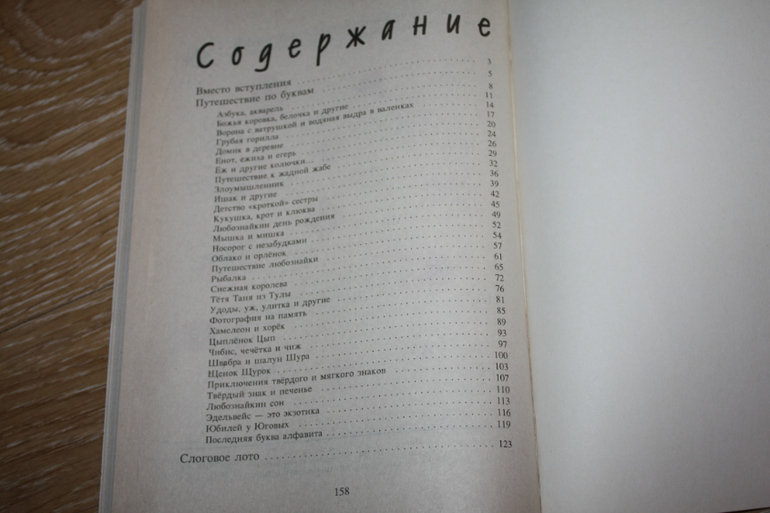 Содержание
Вместо вступления 3
Путешествие по буквам 5
Азбука, акварель 8
Божья коровка, белочка и другие 11
Ворона с ватрушкой и водяная выдра в валенках 14
Грубая горилла 17
Домик в деревне 20
Енот, ежиха и егерь 24
Еж и другие колючки... 26
Путешествие к жадной жабе 29
Злоумышленник 32
Ишак и другие 36
Детство «кроткой» сестры 39
Кукушка, крот и клюква 42
Любознайкин день рождения 45
Мышка и мишка 49
Носорог с незабудками 52
Облако и орлёнок 54
Путешествие любознайки 57
Рыбалка 61
Снежная королева 65
Тётя Таня из Тулы 72
Удоды, уж, улитка и другие 76
Фотография на память 81
Хамелеон и хорёк 85
Цыплёнок Цып 89
Чибис, чечётка и чиж 93
Швабра и шалун Шура 97
Щенок Щурок 100
Приключения твёрдого и мягкого знаков 103
Твёрдый знак и печенье 107
Любознайкин сон 110
Эдельвейс — это экзотика 113
Юбилей у Юговых 116
Последняя буква алфавита 119
Слоговое лото 123
158